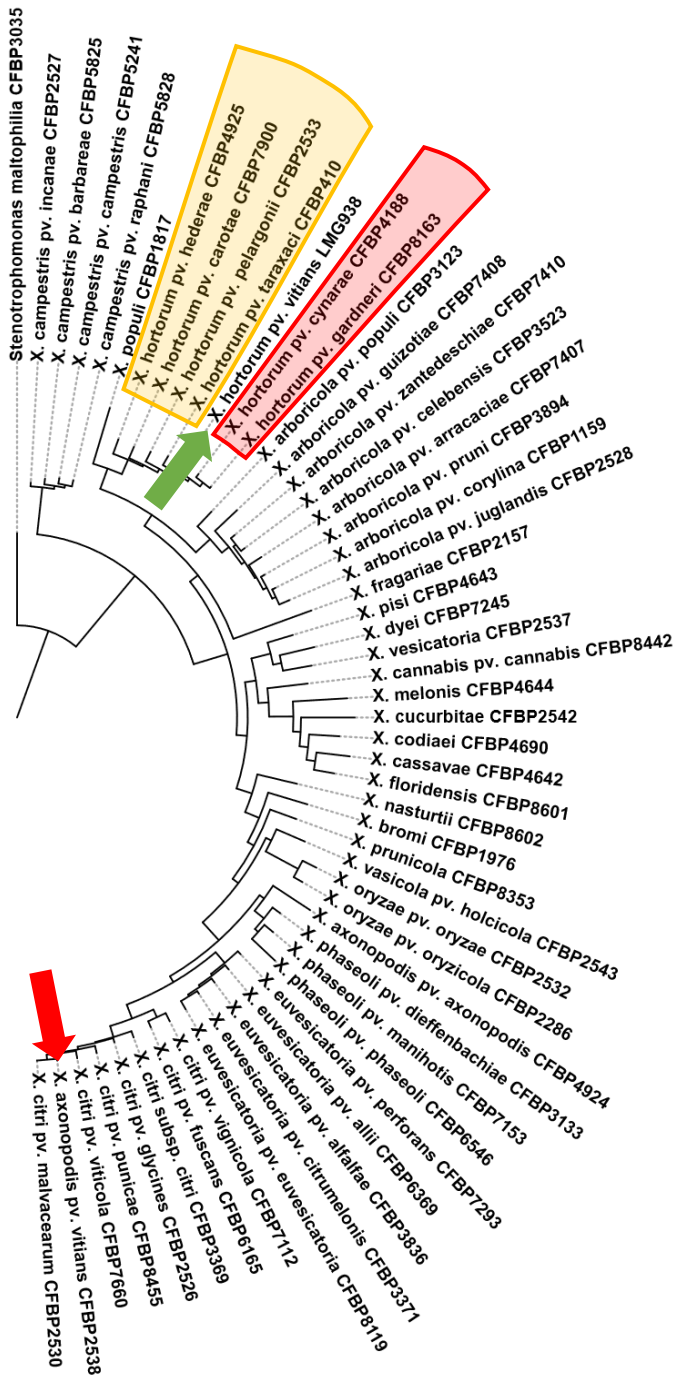 Stenotrophomonas maltophilia CFBP3035
X. campestris pv. incanae CFBP2527
X. campestris pv. barbareae CFBP5825
X. campestris pv. campestris CFBP5241
X. campestris pv. raphani CFBP5828
X. populi CFBP1817
X. hortorum pv. hederae CFBP4925
X. hortorum pv. carotae CFBP7900
X. hortorum pv. pelargonii CFBP2533
X. hortorum pv. taraxaci CFBP410
X. hortorum pv. vitians LMG938
X. hortorum pv. cynarae CFBP4188
X. hortorum pv. gardneri CFBP8163
X. arboricola pv. populi CFBP3123
X. arboricola pv. guizotiae CFBP7408
X. arboricola pv. zantedeschiae CFBP7410
X. arboricola pv. celebensis CFBP3523
X. arboricola pv. arracaciae CFBP7407
X. arboricola pv. pruni CFBP3894
X. arboricola pv. corylina CFBP1159
X. arboricola pv. juglandis CFBP2528
X. fragariae CFBP2157
X. pisi CFBP4643
X. dyei CFBP7245
X. vesicatoria CFBP2537
X. cannabis pv. cannabis CFBP8442
X. melonis CFBP4644
X. cucurbitae CFBP2542
X. codiaei CFBP4690
X. cassavae CFBP4642
X. floridensis CFBP8601
X. nasturtii CFBP8602
X. bromi CFBP1976
X. prunicola CFBP8353
X. vasicola pv. holcicola CFBP2543
X. oryzae pv. oryzae CFBP2532
X. oryzae pv. oryzicola CFBP2286
X. axonopodis pv. axonopodis CFBP4924
X. phaseoli pv. dieffenbachiae CFBP3133
X. phaseoli pv. manihotis CFBP7153
X. phaseoli pv. phaseoli CFBP6546
X. euvesicatoria pv. perforans CFBP7293
X. euvesicatoria pv. allii CFBP6369
X. euvesicatoria pv. alfalfae CFBP3836
X. euvesicatoria pv. citrumelonis CFBP3371
X. euvesicatoria pv. euvesicatoria CFBP8119
X. citri pv. vignicola CFBP7112
X. citri pv. fuscans CFBP6165
X. citri subsp. citri CFBP3369
X. citri pv. glycines CFBP2526
X. citri pv. punicae CFBP8455
X. citri pv. viticola CFBP7660
X. axonopodis pv. vitians CFBP2538
X. citri pv. malvacearum CFBP2530